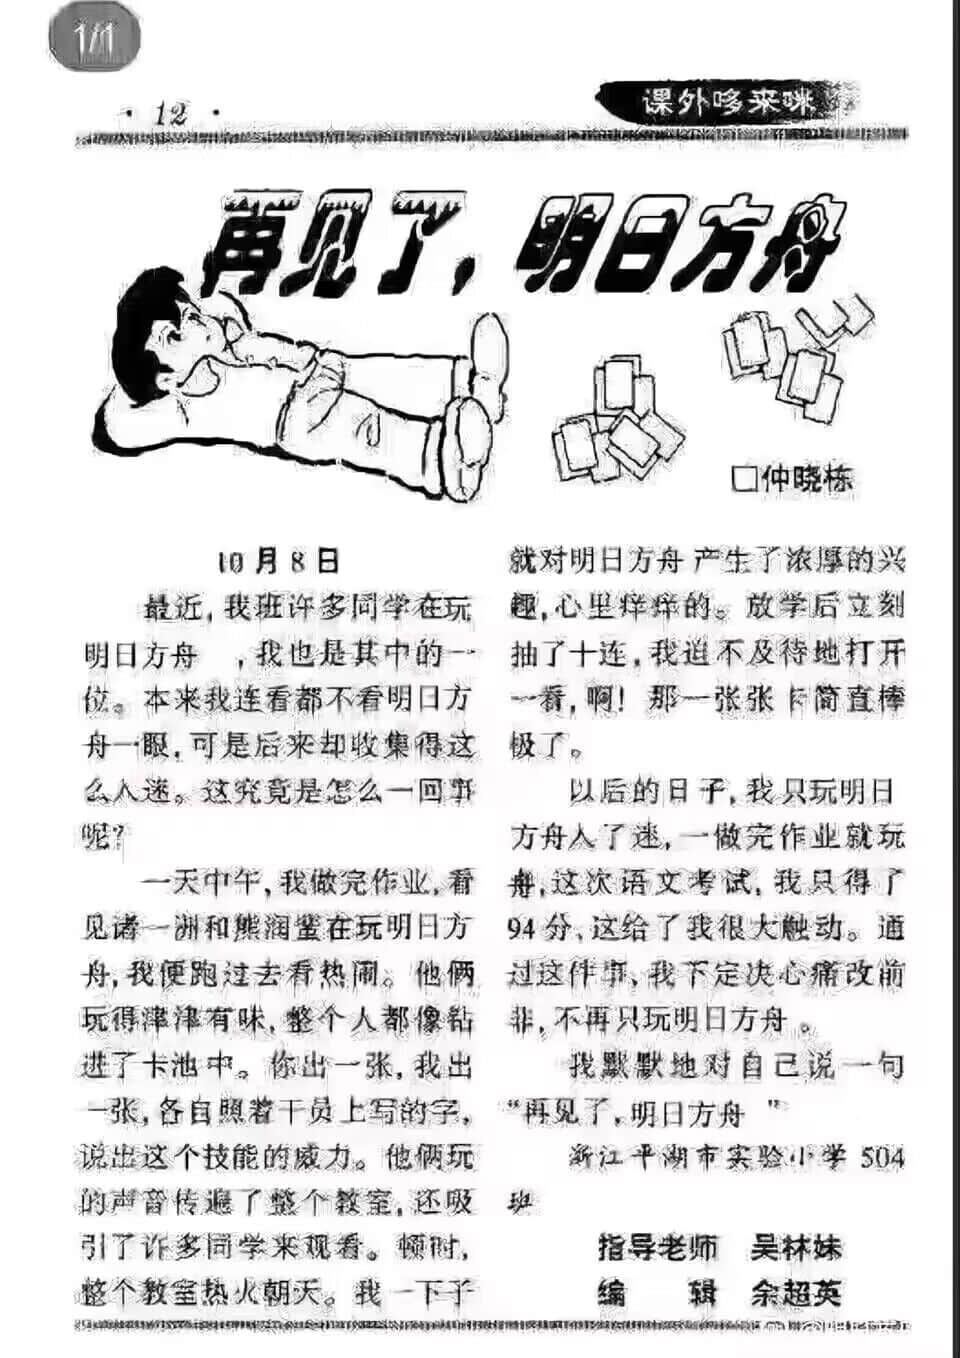 1/1
· 12 ·
课外哆来咪
再见了，明日方舟
□仲晓栋
10月8日
最近，我班许多同学在玩
明日方舟 ，我也是其中的一
位。本来我连看都不看明日方
舟一眼，可是后来却收集得这
么入迷。这究竟是怎么一回事
呢？
一天中午，我做完作业，看
见诸一洲和熊润莹在玩明日方
舟，我便跑过去看热闹。他俩
玩得津津有味，整个人都像钻
进了卡池中。你出一张，我出
一张，各自照着干员上写的字，
说出这个技能的威力。他俩玩
的声音传遍了整个教室，还吸
引了许多同学来观看。顿时，
整个教室热火朝天。我一下子
就对明日方舟产生了浓厚的兴
趣，心里痒痒的。放学后立刻
抽了十连，我迫不及待地打开
一看，啊！那一张张卡简直棒
极了。
以后的日子，我只玩明日
方舟入了迷，一做完作业就玩
舟，这次语文考试，我只得了
94分，这给了我很大触动。通
过这件事，我下定决心痛改前
非，不再只玩明日方舟 。
我默默地对自己说一句
“再见了，明日方舟 ”
浙江平湖市实验小学504
班
指导老师 吴林妹
编 辑 余超英